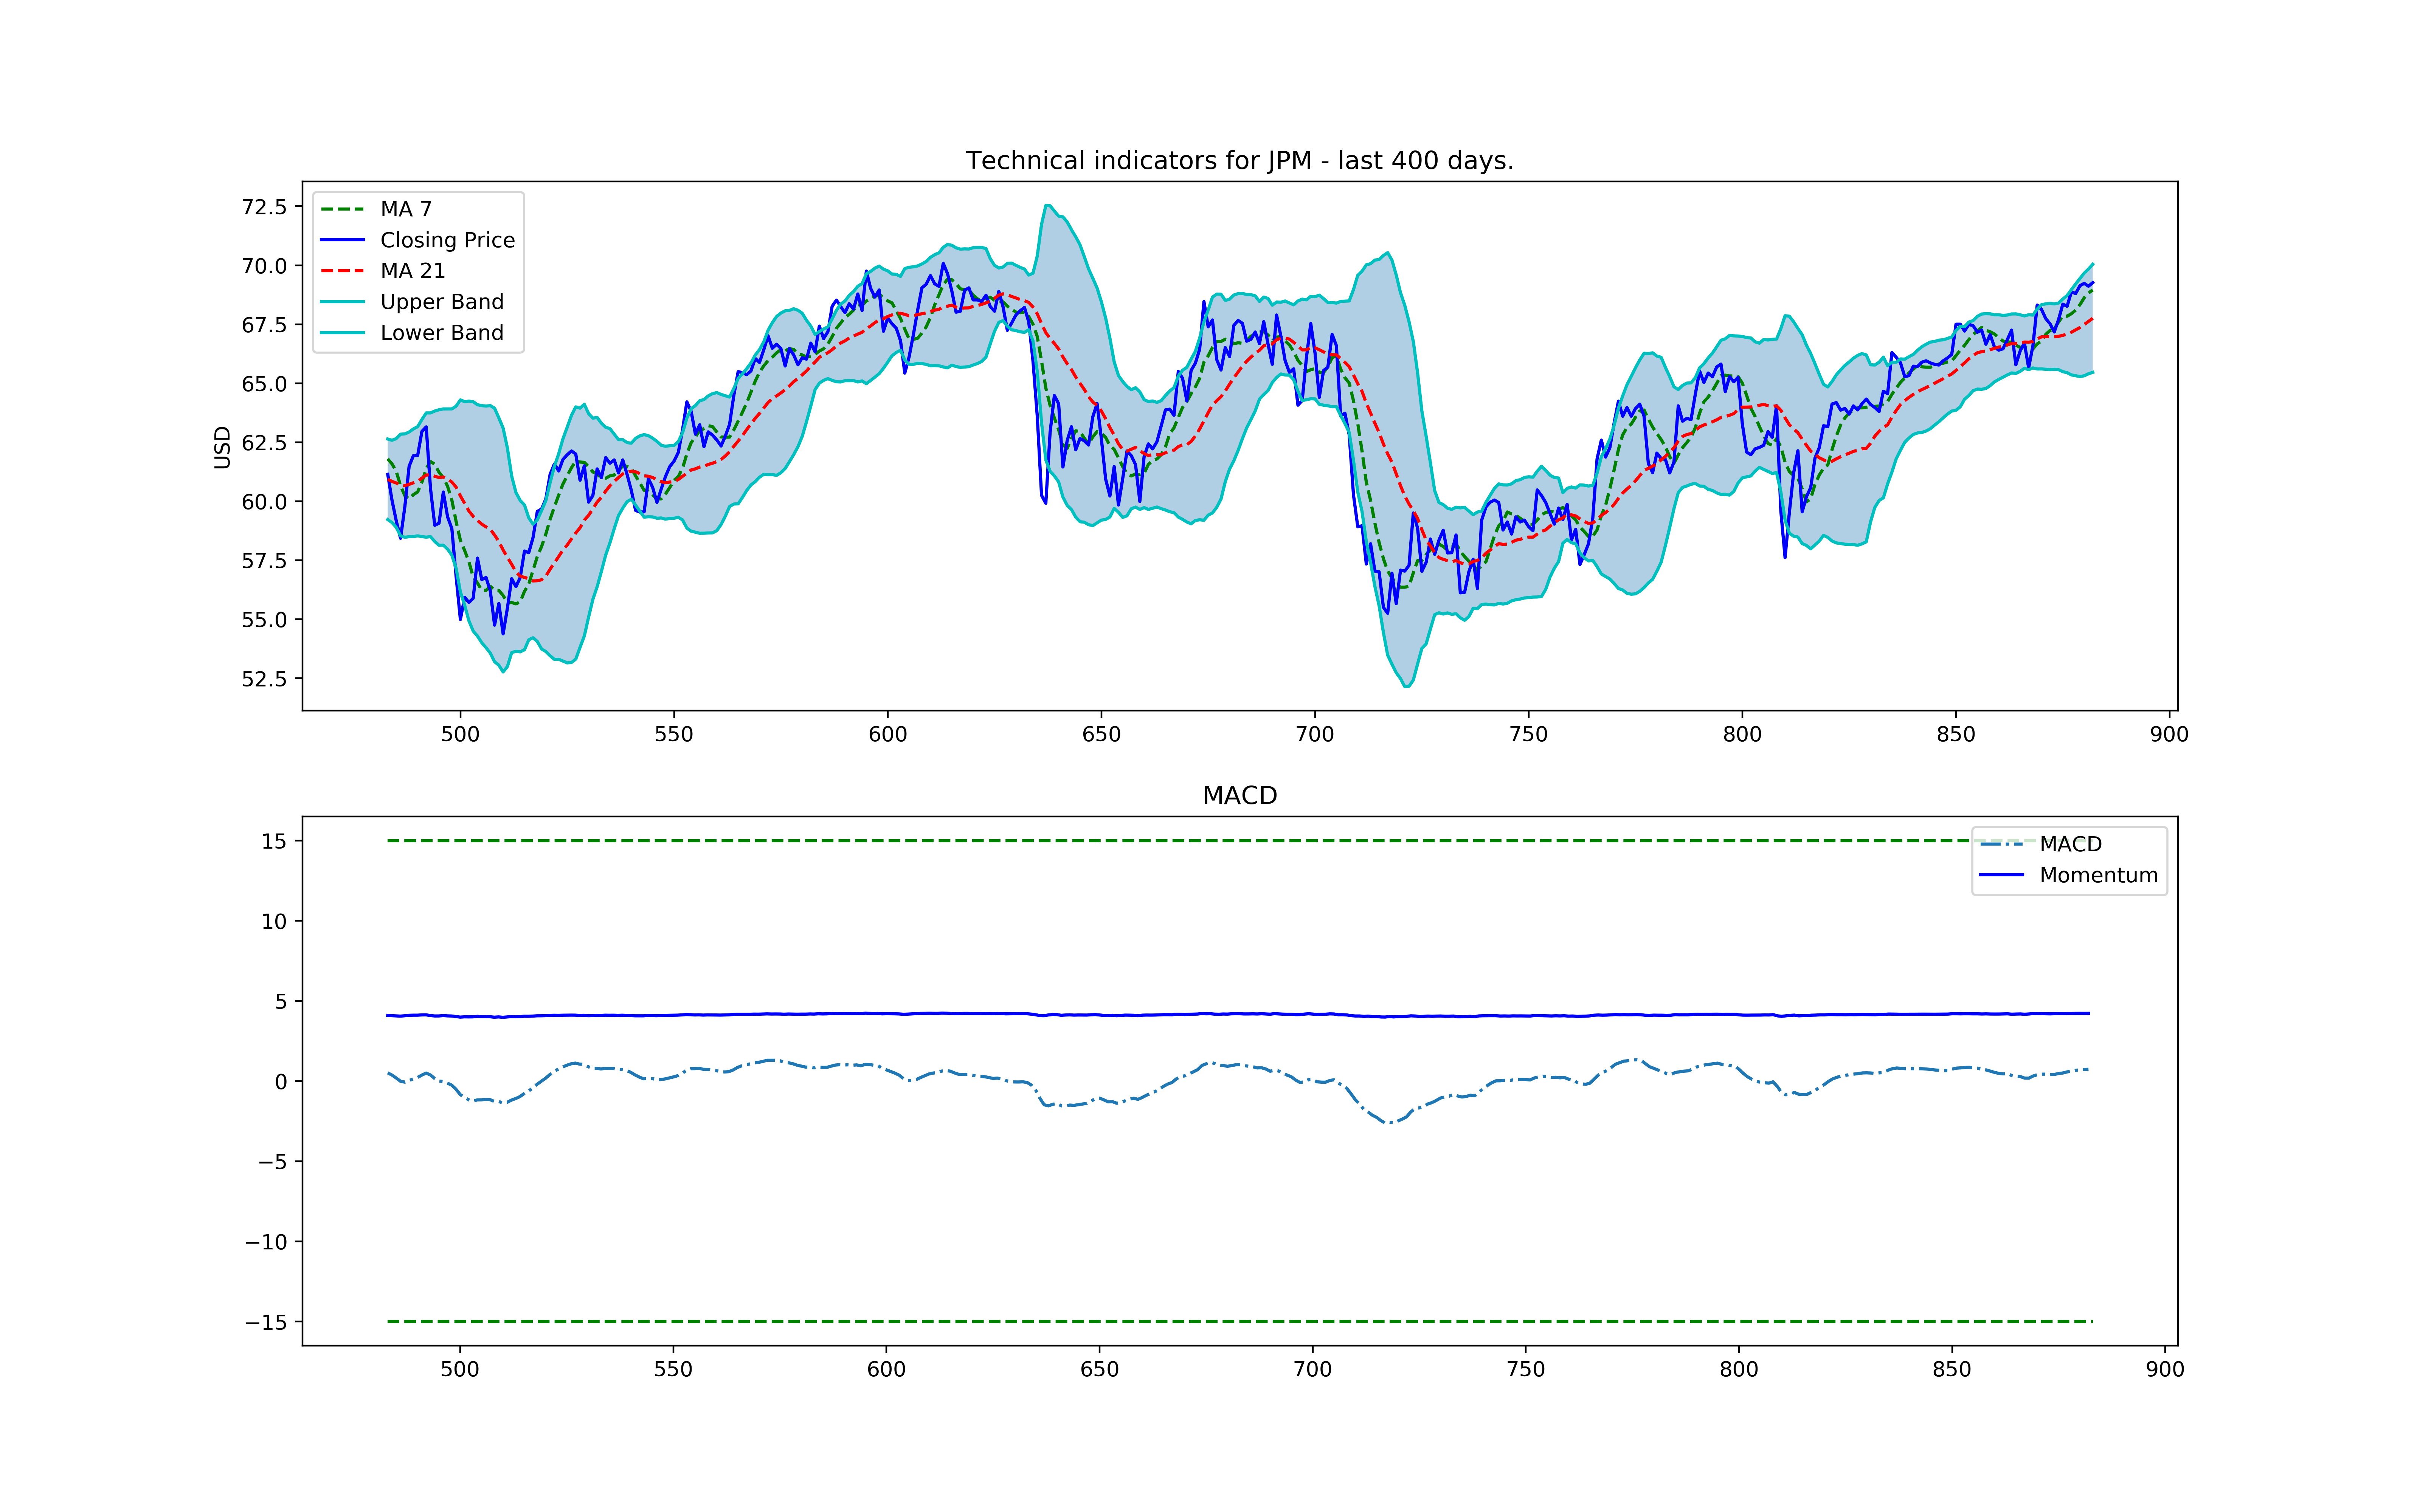 Technical indicators for JPM - last 400 days.
72.5
70.0
67.5
65.0
62.5
60.0
57.5
55.0
52.5
USD
MA 7
Closing Price
MA 21
Upper Band
Lower Band
500 550 600 650 700 750 800 850 900
MACD
15
10
5
0
−5
−10
−15
MACD
Momentum
500 550 600 650 700 750 800 850 900